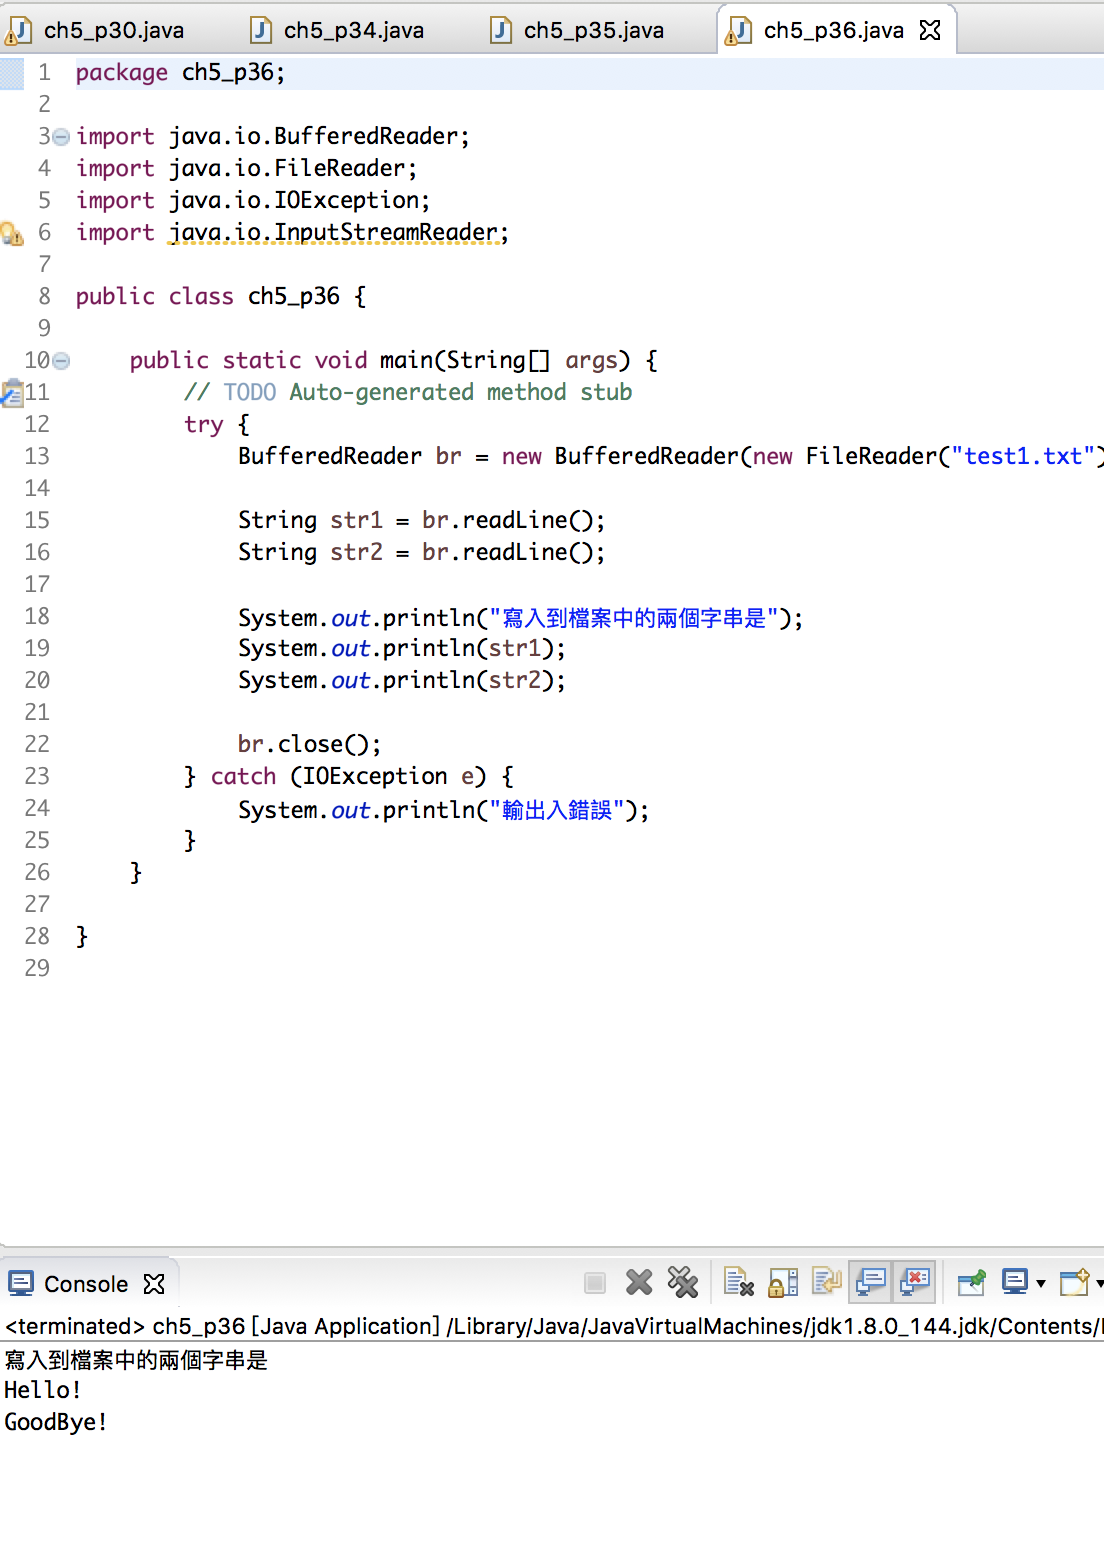 ch5_p30.java ch5_p34.java ch5_p35.java ch5_p36.java
1 package ch5_p36;
2
3 import java.io.BufferedReader;
4 import java.io.FileReader;
5 import java.io.IOException;
6 import java.io.InputStreamReader;
7
8 public class ch5_p36 {
9
10 public static void main(String[] args) {
11 // TODO Auto-generated method stub
12 try {
13 BufferedReader br = new BufferedReader(new FileReader("test1.txt")
14
15 String str1 = br.readLine();
16 String str2 = br.readLine();
17
18 System.out.println("寫入到檔案中的兩個字串是");
19 System.out.println(str1);
20 System.out.println(str2);
21
22 br.close();
23 } catch (IOException e) {
24 System.out.println("輸出入錯誤");
25 }
26 }
27
28 }
29
Console
<terminated> ch5_p36 [Java Application] /Library/Java/JavaVirtualMachines/jdk1.8.0_144.jdk/Contents/
寫入到檔案中的兩個字串是
Hello!
GoodBye!